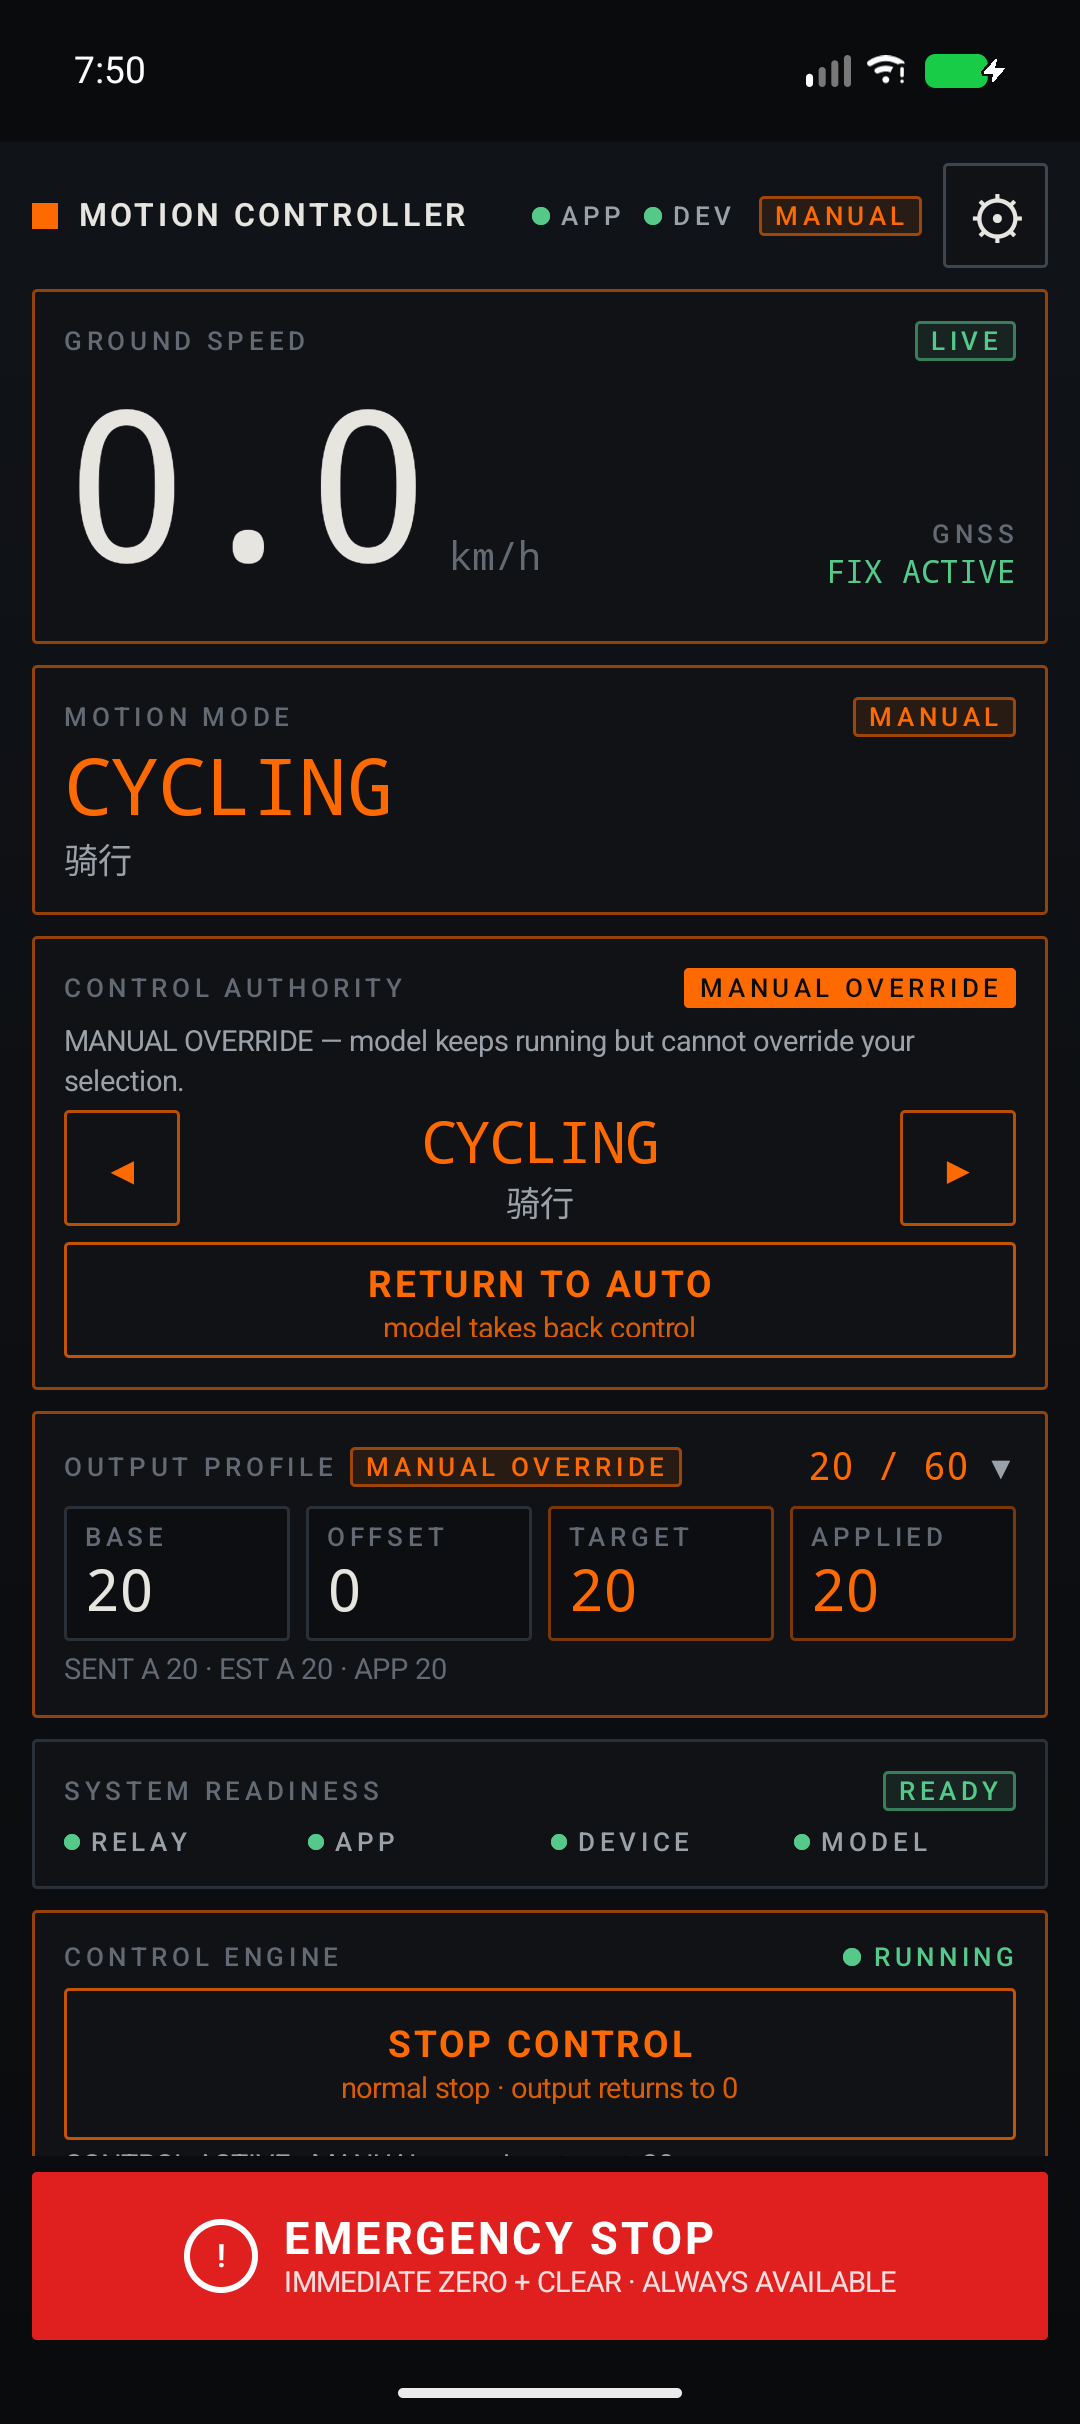 7:50
MOTION CONTROLLER APP DEV MANUAL
GROUND SPEED LIVE
0.0 km/h
GNSS
FIX ACTIVE
MOTION MODE MANUAL
CYCLING
骑行
CONTROL AUTHORITY MANUAL OVERRIDE
MANUAL OVERRIDE — model keeps running but cannot override your
selection.
◀ CYCLING ▶
骑行
RETURN TO AUTO
model takes back control
OUTPUT PROFILE MANUAL OVERRIDE 20 / 60 ▼
BASE OFFSET TARGET APPLIED
20 0 20 20
SENT A 20 · EST A 20 · APP 20
SYSTEM READINESS READY
RELAY APP DEVICE MODEL
CONTROL ENGINE RUNNING
STOP CONTROL
normal stop · output returns to 0
! EMERGENCY STOP
IMMEDIATE ZERO + CLEAR · ALWAYS AVAILABLE